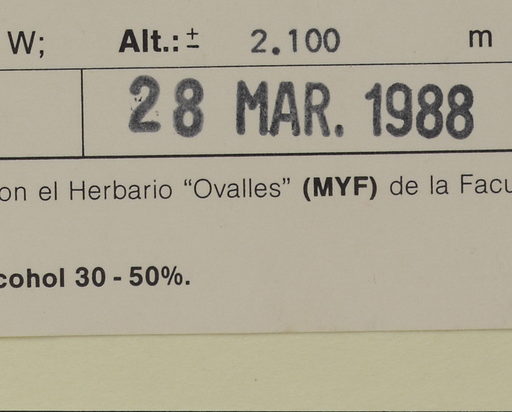 W; Alt.: ± 2.100 m
28 MAR. 1988
on el Herbario “Ovalles” (MYF) de la Facu
cohol 30 - 50%.